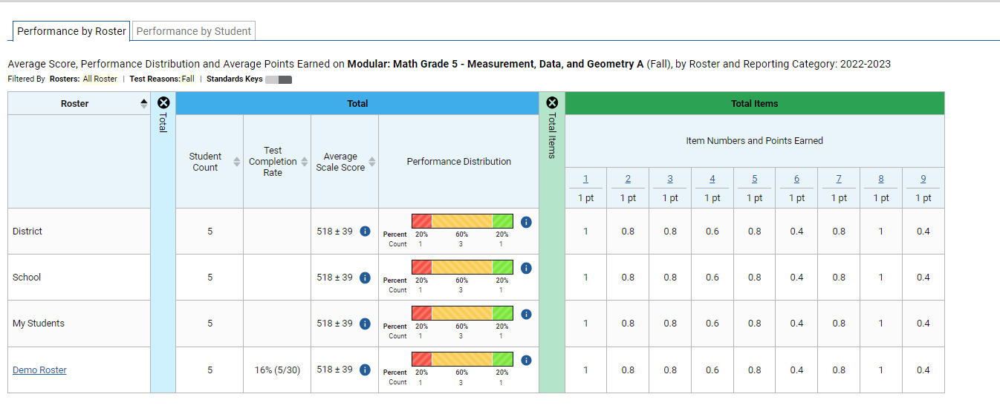 Performance by Roster Performance by Student
Average Score, Performance Distribution and Average Points Earned on Modular: Math Grade 5 - Measurement, Data, and Geometry A (Fall), by Roster and Reporting Category: 2022-2023
Filtered By Rosters: All Roster | Test Reasons: Fall | Standards Keys
Roster Total Total Total Items Total Items
Student Count Test Completion Rate Average Scale Score Performance Distribution Item Numbers and Points Earned
1 2 3 4 5 6 7 8 9
1 pt 1 pt 1 pt 1 pt 1 pt 1 pt 1 pt 1 pt 1 pt
District 5 518 ± 39 1 0.8 0.8 0.6 0.8 0.4 0.8 1 0.4
Percent 20% 60% 20%
Count 1 3 1
School 5 518 ± 39 1 0.8 0.8 0.6 0.8 0.4 0.8 1 0.4
Percent 20% 60% 20%
Count 1 3 1
My Students 5 518 ± 39 1 0.8 0.8 0.6 0.8 0.4 0.8 1 0.4
Percent 20% 60% 20%
Count 1 3 1
Demo Roster 5 16% (5/30) 518 ± 39 1 0.8 0.8 0.6 0.8 0.4 0.8 1 0.4
Percent 20% 60% 20%
Count 1 3 1